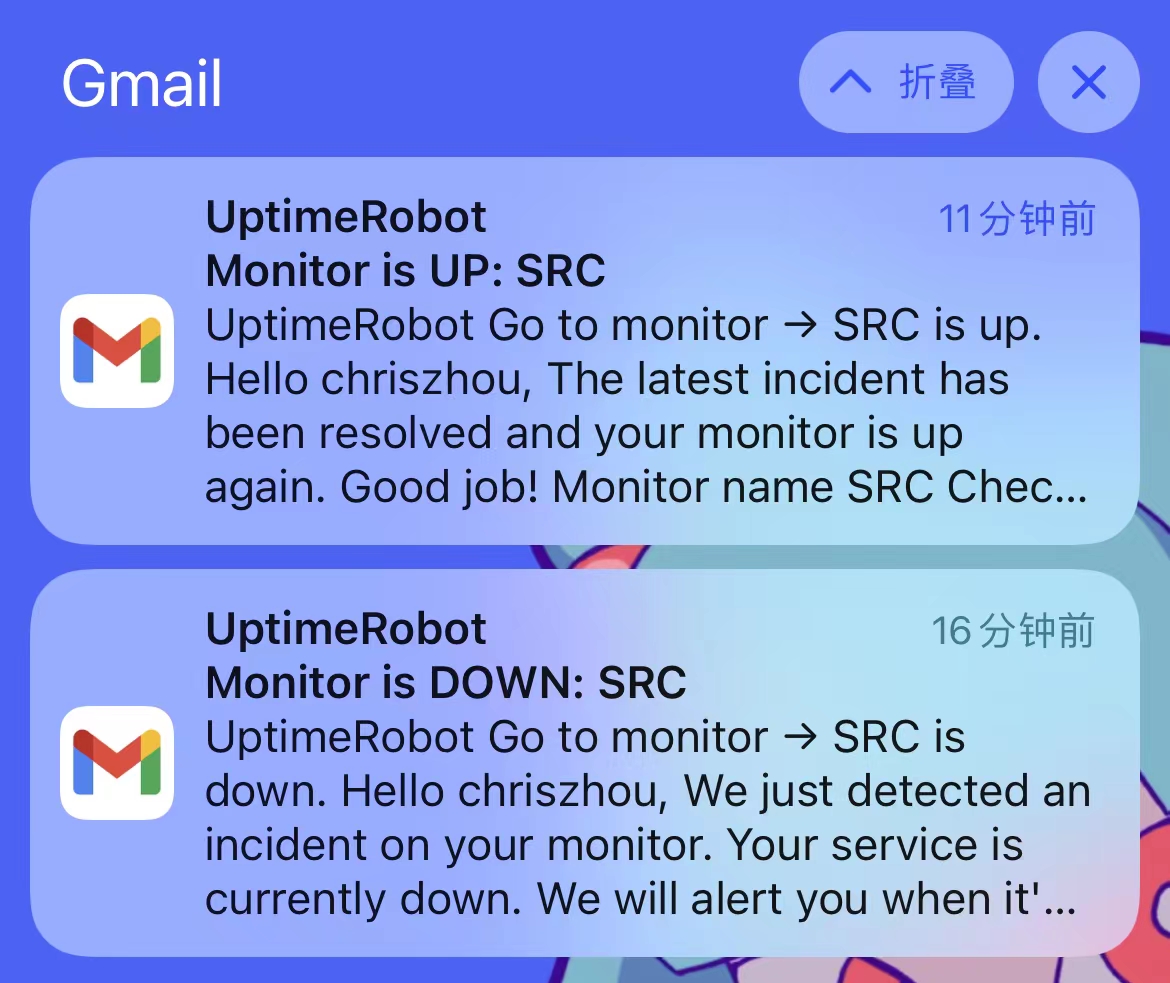 Gmail
折叠
UptimeRobot
11分钟前
Monitor is UP: SRC
UptimeRobot Go to monitor → SRC is up.
Hello chriszhou, The latest incident has
been resolved and your monitor is up
again. Good job! Monitor name SRC Chec...
UptimeRobot
16分钟前
Monitor is DOWN: SRC
UptimeRobot Go to monitor → SRC is
down. Hello chriszhou, We just detected an
incident on your monitor. Your service is
currently down. We will alert you when it'...